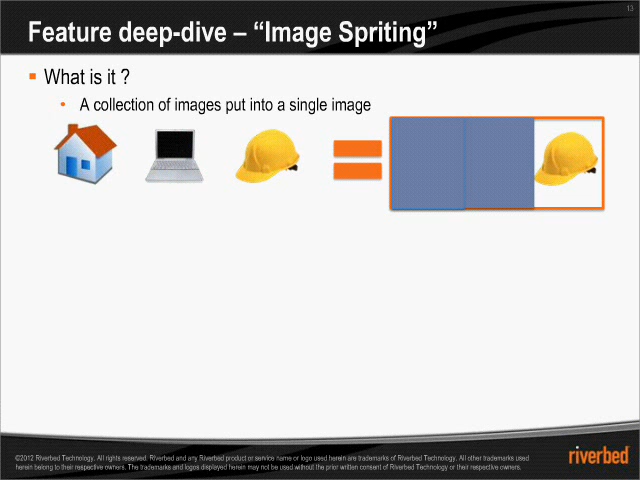 13
Feature deep-dive – “Image Spriting”
What is it ?
A collection of images put into a single image
©2012 Riverbed Technology. All rights reserved. Riverbed and any Riverbed product or service name or logo used herein are trademarks of Riverbed Technology. All other trademarks used
herein belong to their respective owners. The trademarks and logos displayed herein may not be used without the prior written consent of Riverbed Technology or their respective owners.
riverbed